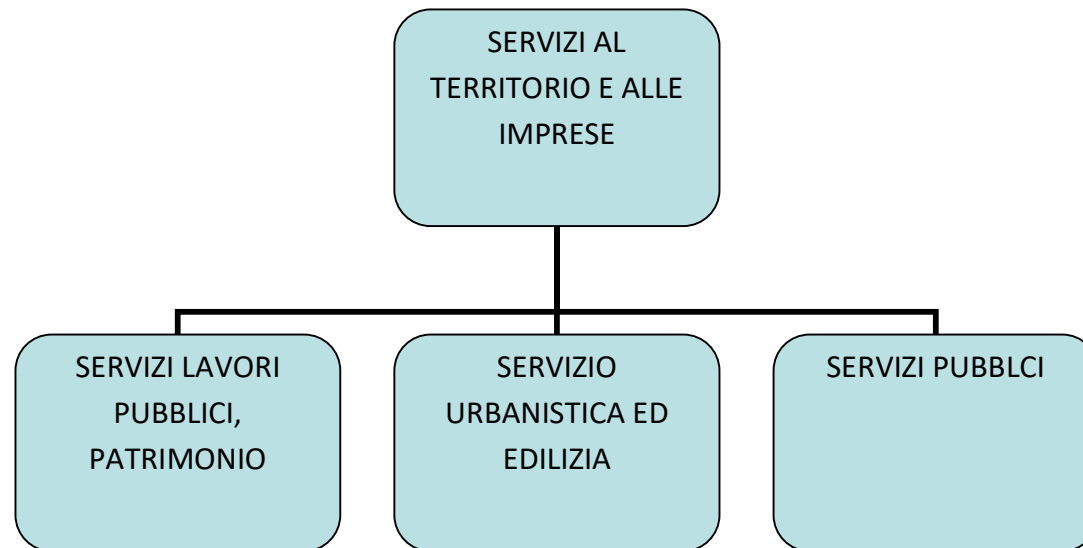 SERVIZI AL
TERRITORIO E ALLE
IMPRESE
SERVIZI LAVORI
PUBBLICI,
PATRIMONIO
SERVIZIO
URBANISTICA ED
EDILIZIA
SERVIZI PUBBLCI